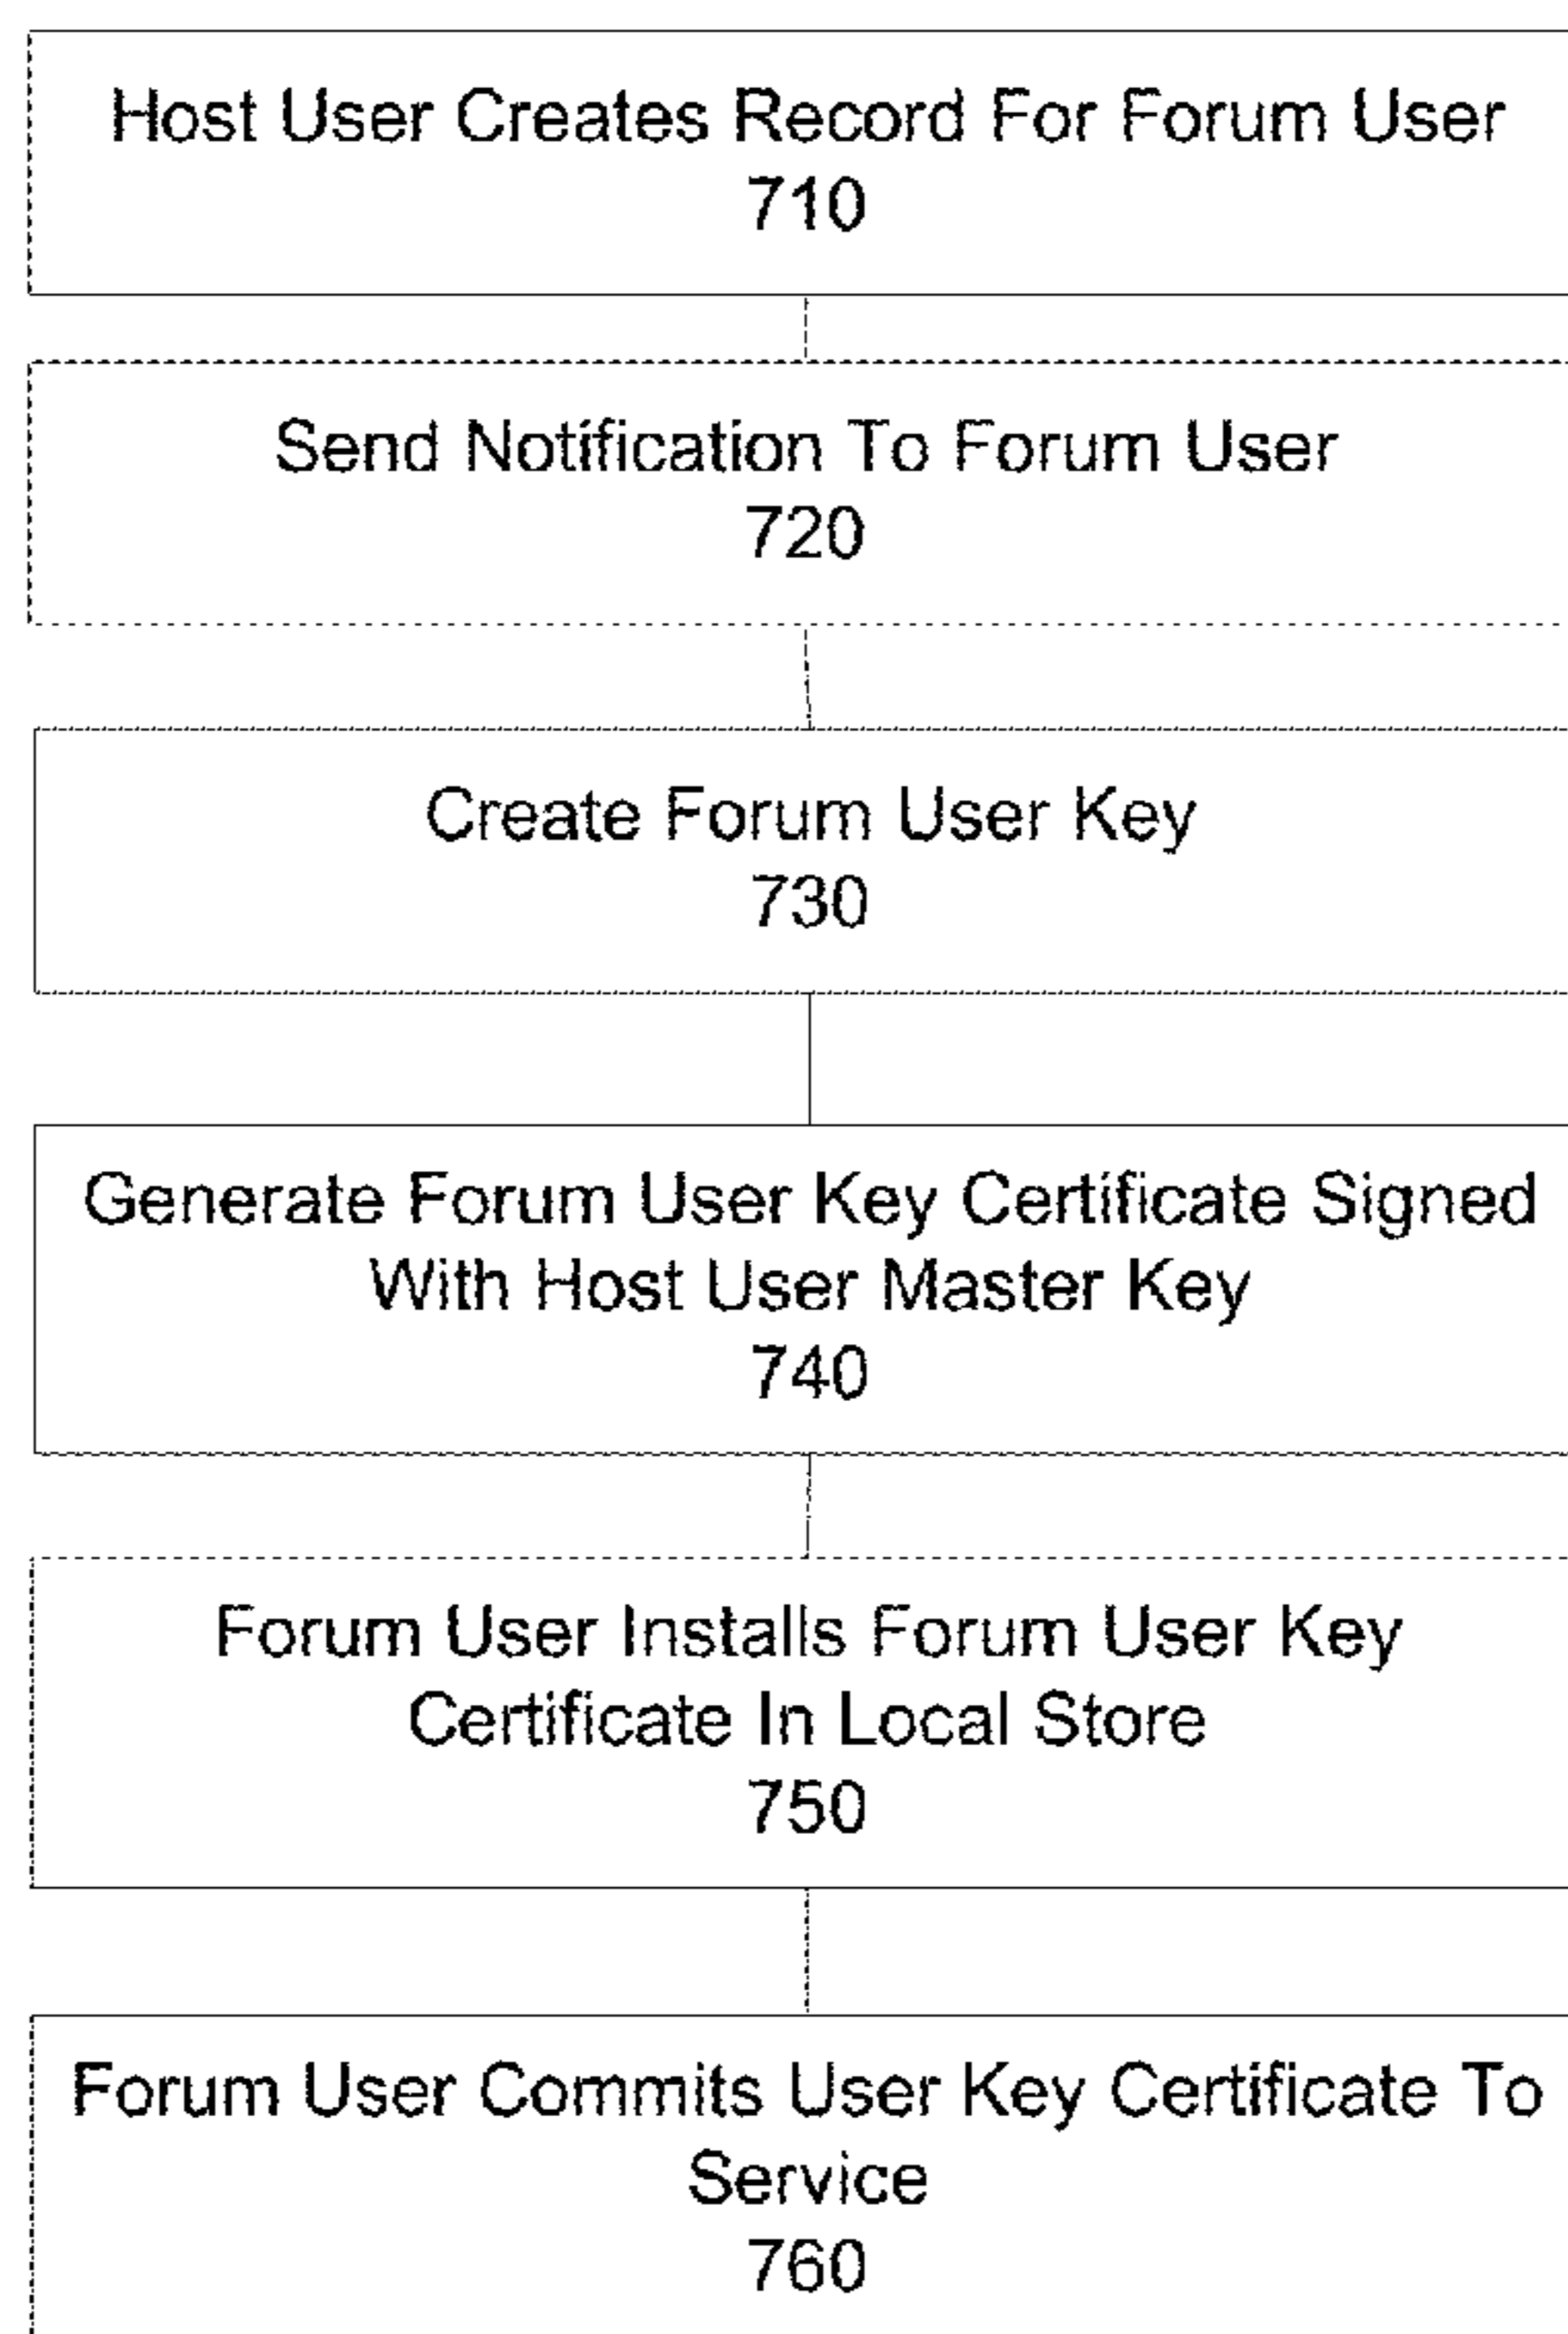 Host User Creates Record For Forum User
710
Send Notification To Forum User
720
Create Forum User Key
730
Generate Forum User Key Certificate Signed
With Host User Master Key
740
Forum User Installs Forum User Key
Certificate In Local Store
750
Forum User Commits User Key Certificate To
Service
760